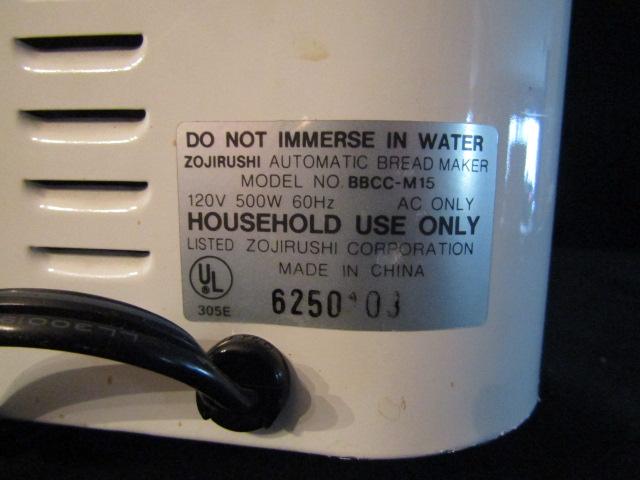 DO NOT IMMERSE IN WATER
ZOJIRUSHI AUTOMATIC BREAD MAKER
MODEL NO. BBCC-M15
120V 500W 60Hz AC ONLY
HOUSEHOLD USE ONLY
LISTED ZOJIRUSHI CORPORATION
UL MADE IN CHINA
305E 6250